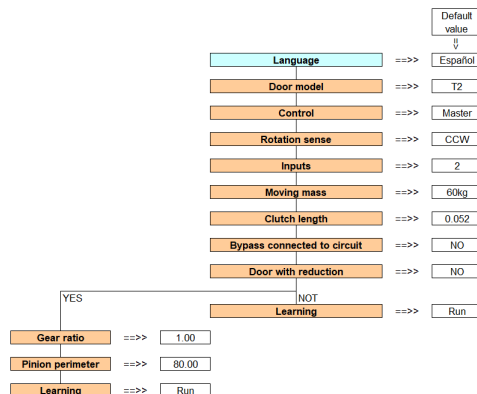 Default
value
=>
Language ==>> Español
Door model ==>> T2
Control ==>> Master
Rotation sense ==>> CCW
Inputs ==>> 2
Moving mass ==>> 60kg
Clutch length ==>> 0.052
Bypass connected to circuit ==>> NO
Door with reduction ==>> NO
YES NOT
Learning ==>> Run
Gear ratio ==>> 1.00
Pinion perimeter ==>> 80.00
Learning ==>> Run